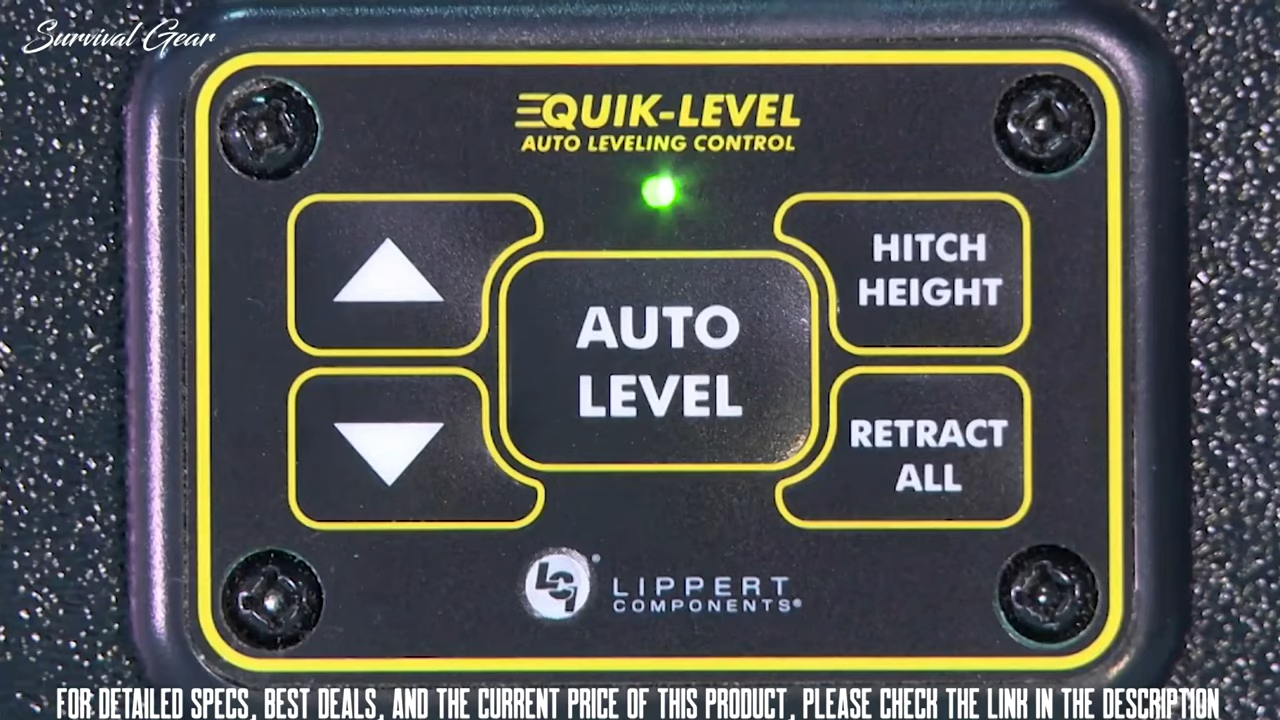 Survival Gear
QUIK-LEVEL
AUTO LEVELING CONTROL
HITCH
HEIGHT
AUTO
LEVEL
RETRACT
ALL
LCI® LIPPERT
COMPONENTS®
FOR DETAILED SPECS, BEST DEALS, AND THE CURRENT PRICE OF THIS PRODUCT, PLEASE CHECK THE LINK IN THE DESCRIPTION